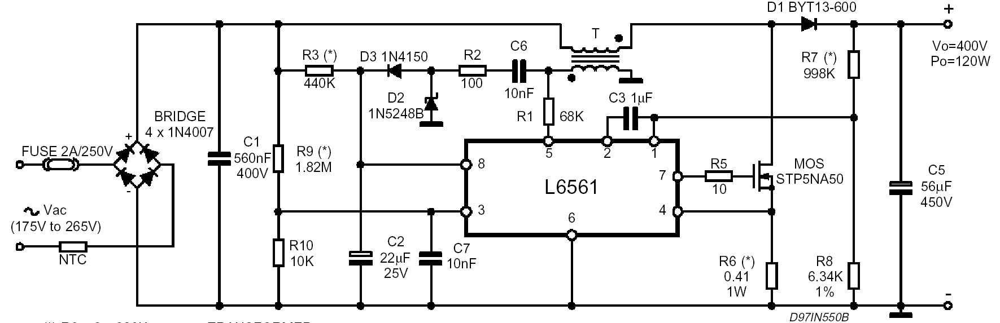 D1 BYT13-600
+
T
C6
R3 (*)
D3 1N4150
R2
Vo=400V
R7 (*)
Po=120W
998K
440K
100
10nF
D2
C3 1µF
1N5248B
R1
68K
BRIDGE
4 x 1N4007
+
C1
5
2
1
FUSE 2A/250V
560nF
R9 (*)
400V
1.82M
8
R5
MOS
7
STP5NA50
C5
L6561
10
56µF
-
450V
Vac
3
4
(175V to 265V)
6
R10
C2
C7
10K
22µF
10nF
NTC
25V
R6 (*)
R8
0.41
6.34K
1W
1%
-
D97IN550B